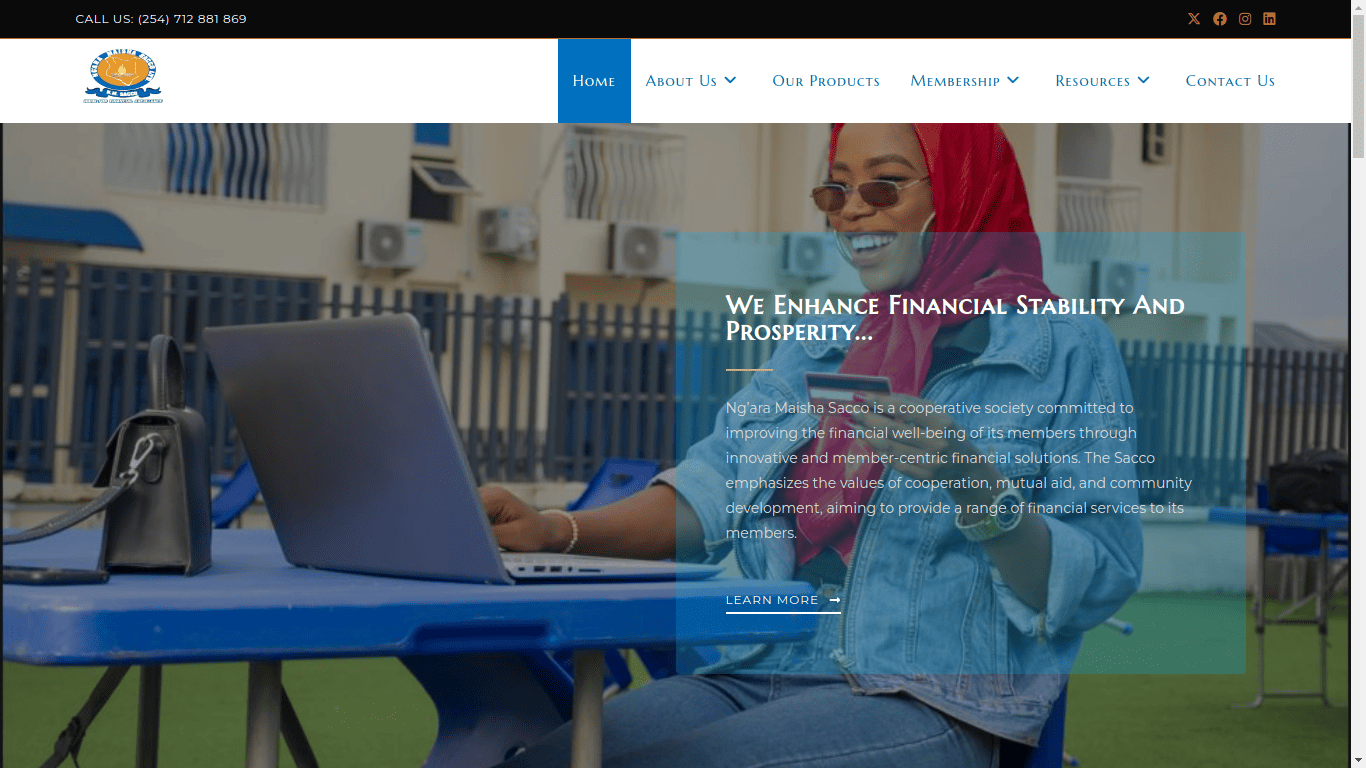 CALL US: (254) 712 881 869
N.M. SACCO
Home About Us Our Products Membership Resources Contact Us
We Enhance Financial Stability And
Prosperity...
Ng'ara Maisha Sacco is a cooperative society committed to
improving the financial well-being of its members through
innovative and member-centric financial solutions. The Sacco
emphasizes the values of cooperation, mutual aid, and community
development, aiming to provide a range of financial services to its
members.
LEARN MORE